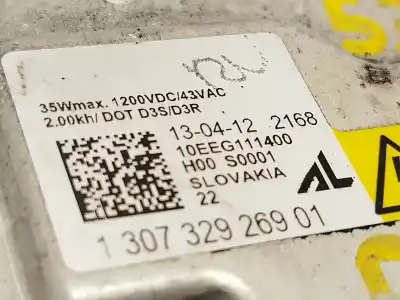 35Wmax. 1200VDC/43VAC
2.00kh/ DOT D3S/D3R
13-04-12 2168
10EEG111400
H00 S0001
SLOVAKIA
22
AL
1 307 329 269 01